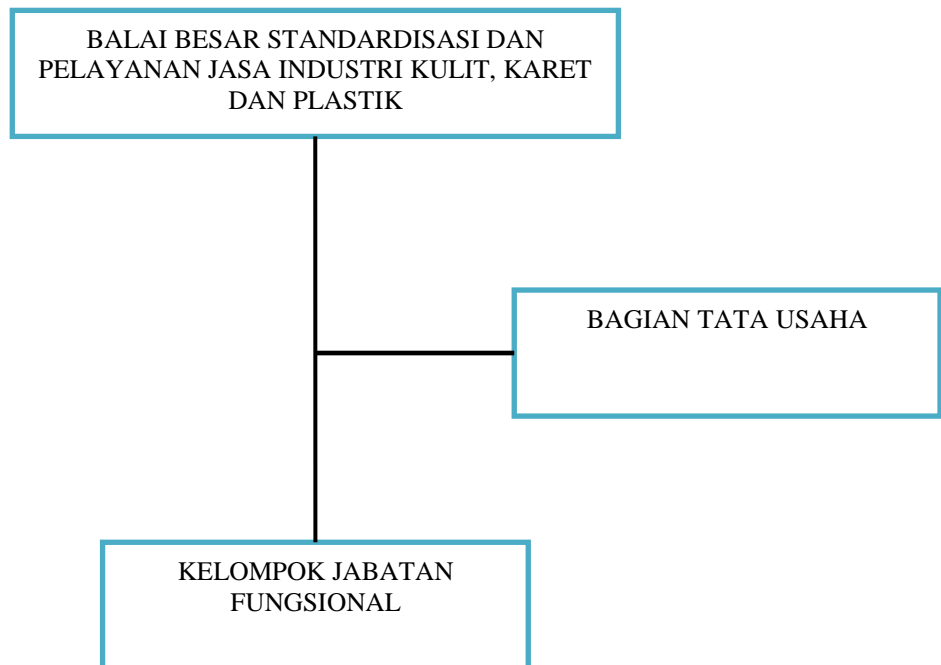 BALAI BESAR STANDARDISASI DAN
PELAYANAN JASA INDUSTRI KULIT, KARET
DAN PLASTIK
BAGIAN TATA USAHA
KELOMPOK JABATAN
FUNGSIONAL